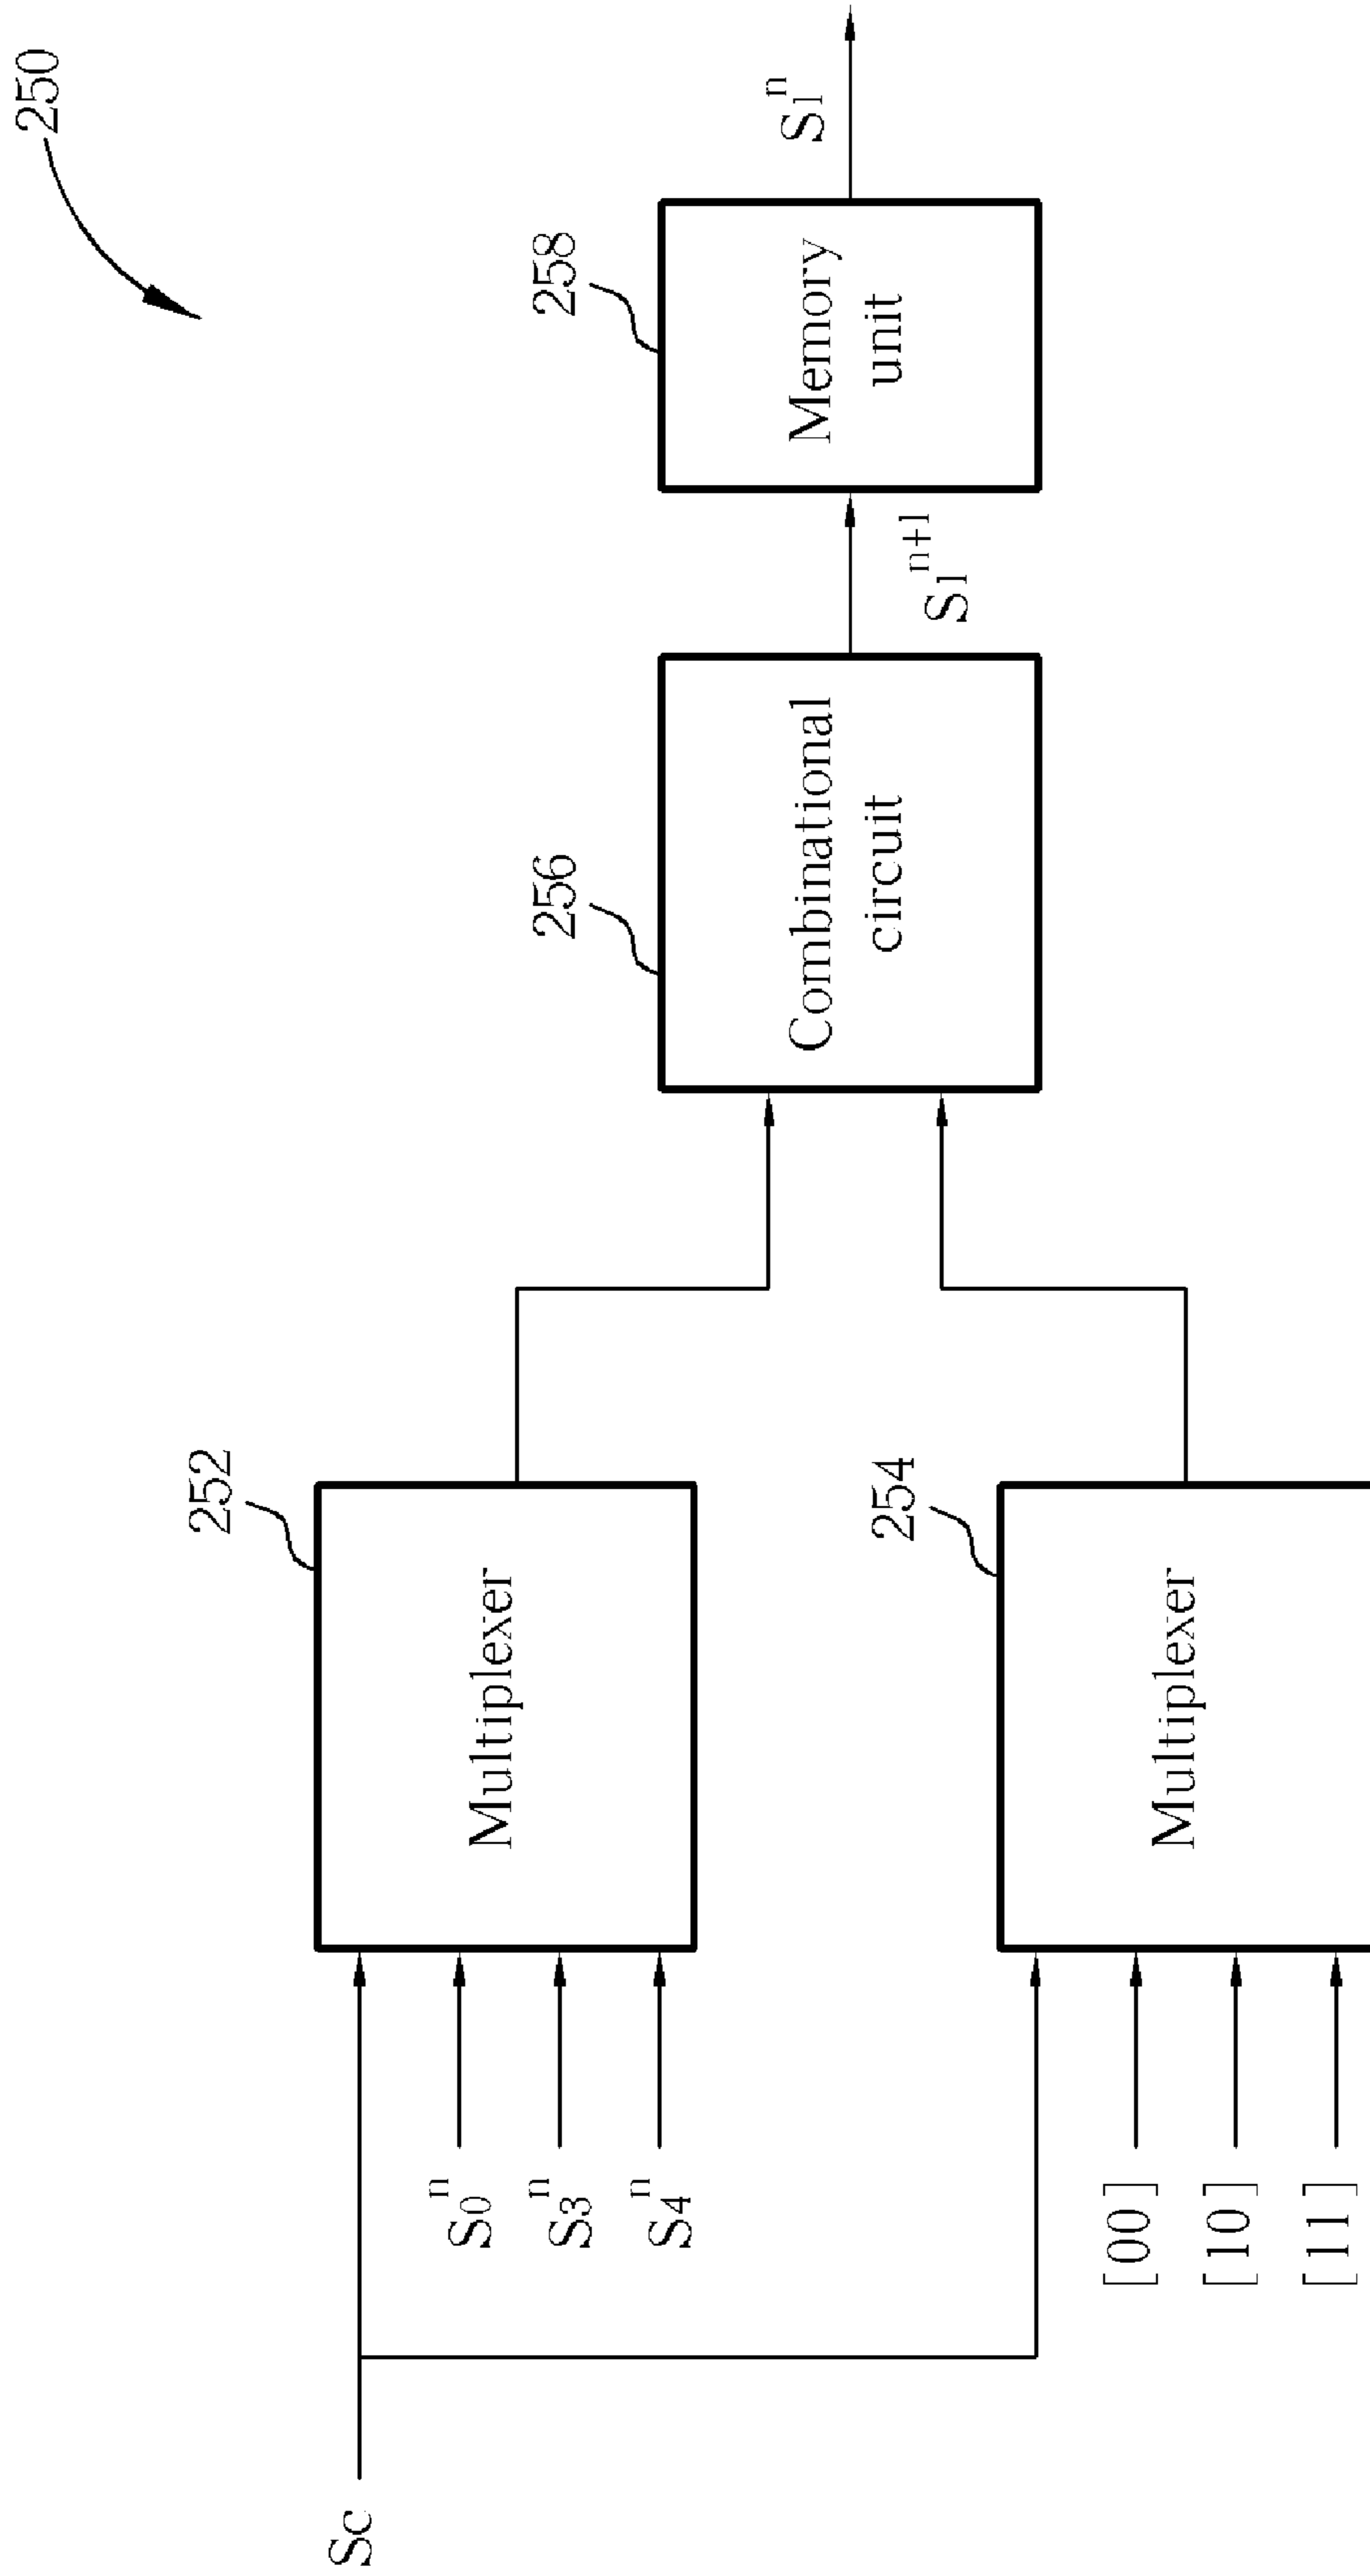 250
252
Multiplexer
Sc
S₀ⁿ
S₃ⁿ
S₄ⁿ
254
Multiplexer
[00]
[10]
[11]
256
Combinational
circuit
S₁ⁿ⁺¹
258
Memory
unit
S₁ⁿ